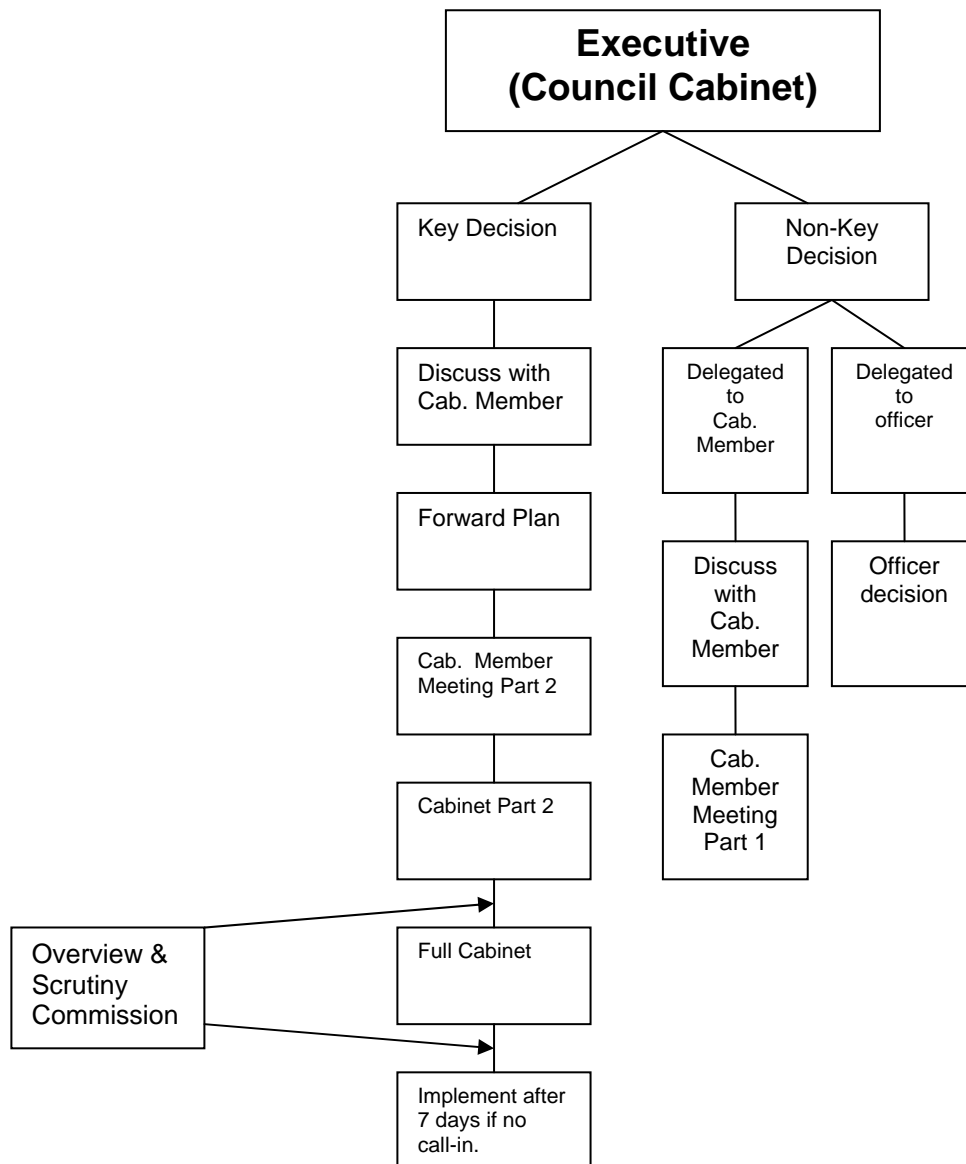 Executive
(Council Cabinet)
Key Decision
Non-Key
Decision
Discuss with
Cab. Member
Delegated
to
Cab.
Member
Delegated
to
officer
Forward Plan
Discuss
with
Cab.
Member
Officer
decision
Cab. Member
Meeting Part 2
Cab.
Member
Meeting
Part 1
Cabinet Part 2
Overview &
Scrutiny
Commission
Full Cabinet
Implement after
7 days if no
call-in.